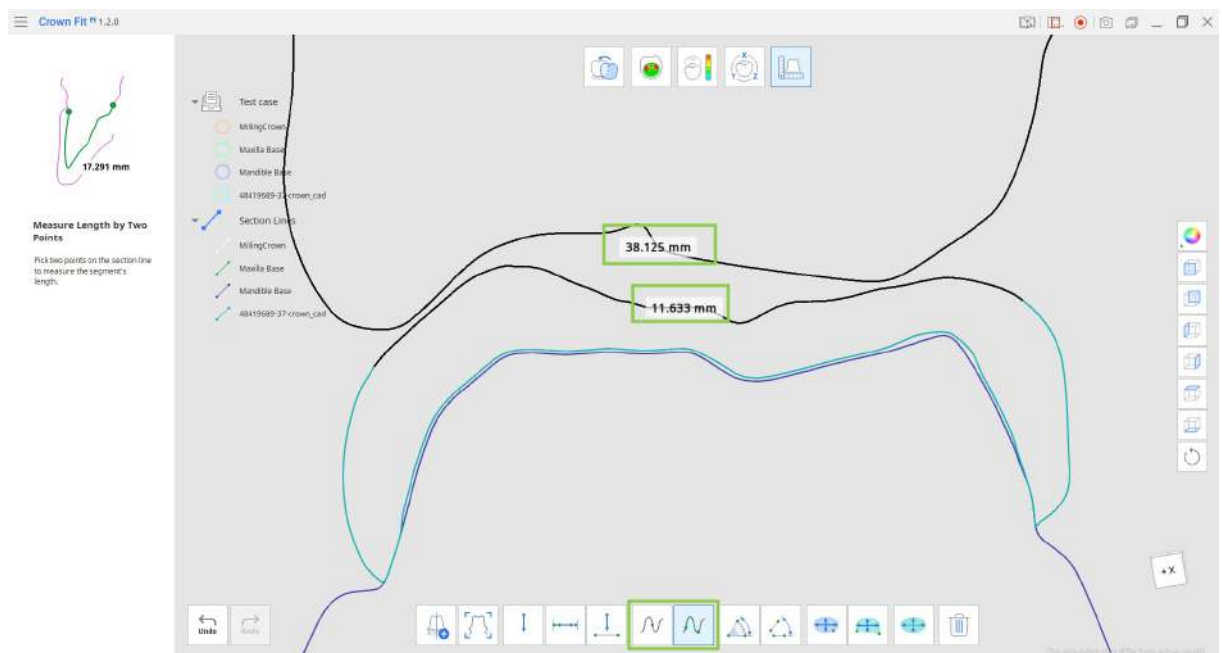 Crown Fit 1.2.0
17.291 mm
Measure Length by Two
Points
Pick two points on the section line
to measure the segment's
length.
Test case
MillingCrown
Maxilla Base
Mandible Base
48419689-37-crown_cad
Section Lines
MillingCrown
Maxilla Base
Mandible Base
48419689-37-crown_cad
X
Y
Z
38.125 mm
11.633 mm
+X
Undo
Redo